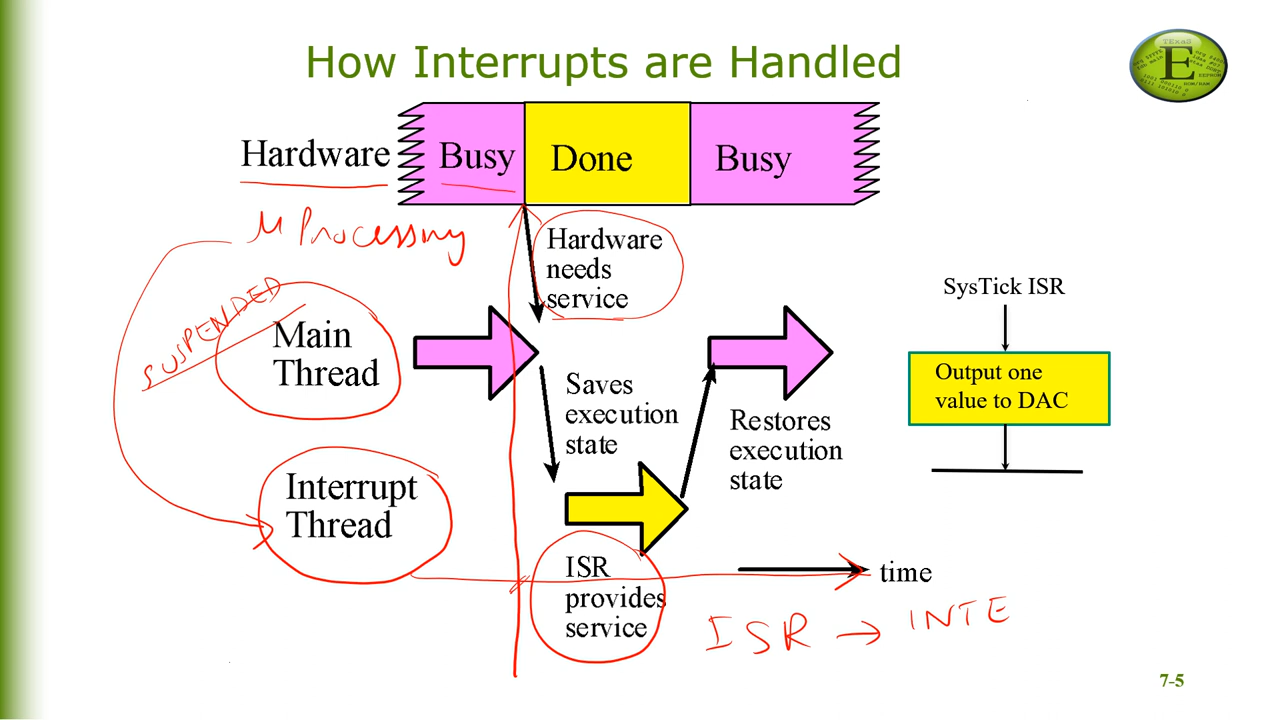 How Interrupts are Handled
TExaS
E
Hardware
Busy
Done
Busy
μ Processing
Hardware
needs
service
SUSPENDED
Main
Thread
Saves
execution
state
Restores
execution
state
SysTick ISR
Output one
value to DAC
Interrupt
Thread
ISR
provides
service
time
ISR → INTE
7-5